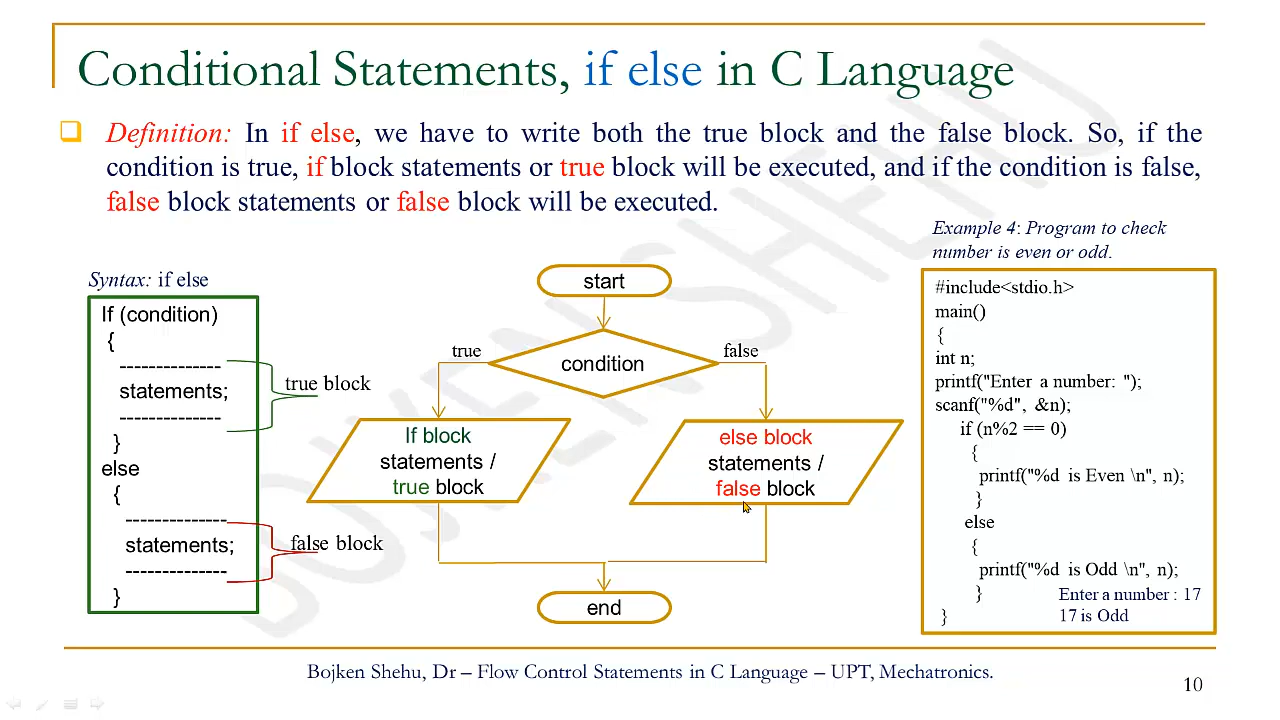 Conditional Statements, if else in C Language
Definition: In if else, we have to write both the true block and the false block. So, if the
condition is true, if block statements or true block will be executed, and if the condition is false,
false block statements or false block will be executed.
Syntax: if else
If (condition)
{
--------------
statements;
--------------
}
else
{
--------------
statements;
--------------
}
true block
false block
start
condition
true
false
If block
statements /
true block
else block
statements /
false block
end
Example 4: Program to check
number is even or odd.
#include<stdio.h>
main()
{
int n;
printf("Enter a number: ");
scanf("%d", &n);
if (n%2 == 0)
{
printf("%d is Even \n", n);
}
else
{
printf("%d is Odd \n", n);
}
}
Enter a number : 17
17 is Odd
BOJKEN SHEHU
Bojken Shehu, Dr – Flow Control Statements in C Language – UPT, Mechatronics.
10